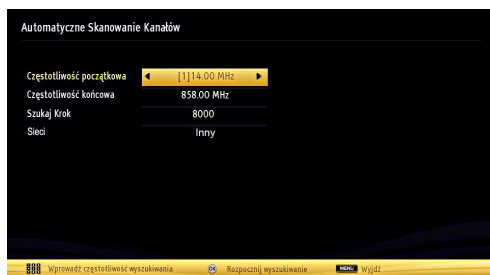 Automatyczne Skanowanie Kanałów
Częstotliwość początkowa [1]14.00 MHz
Częstotliwość końcowa 858.00 MHz
Szukaj Krok 8000
Sieci Inny
Wprowadź częstotliwość wyszukiwania OK Rozpocznij wyszukiwanie MENU Wyjdź